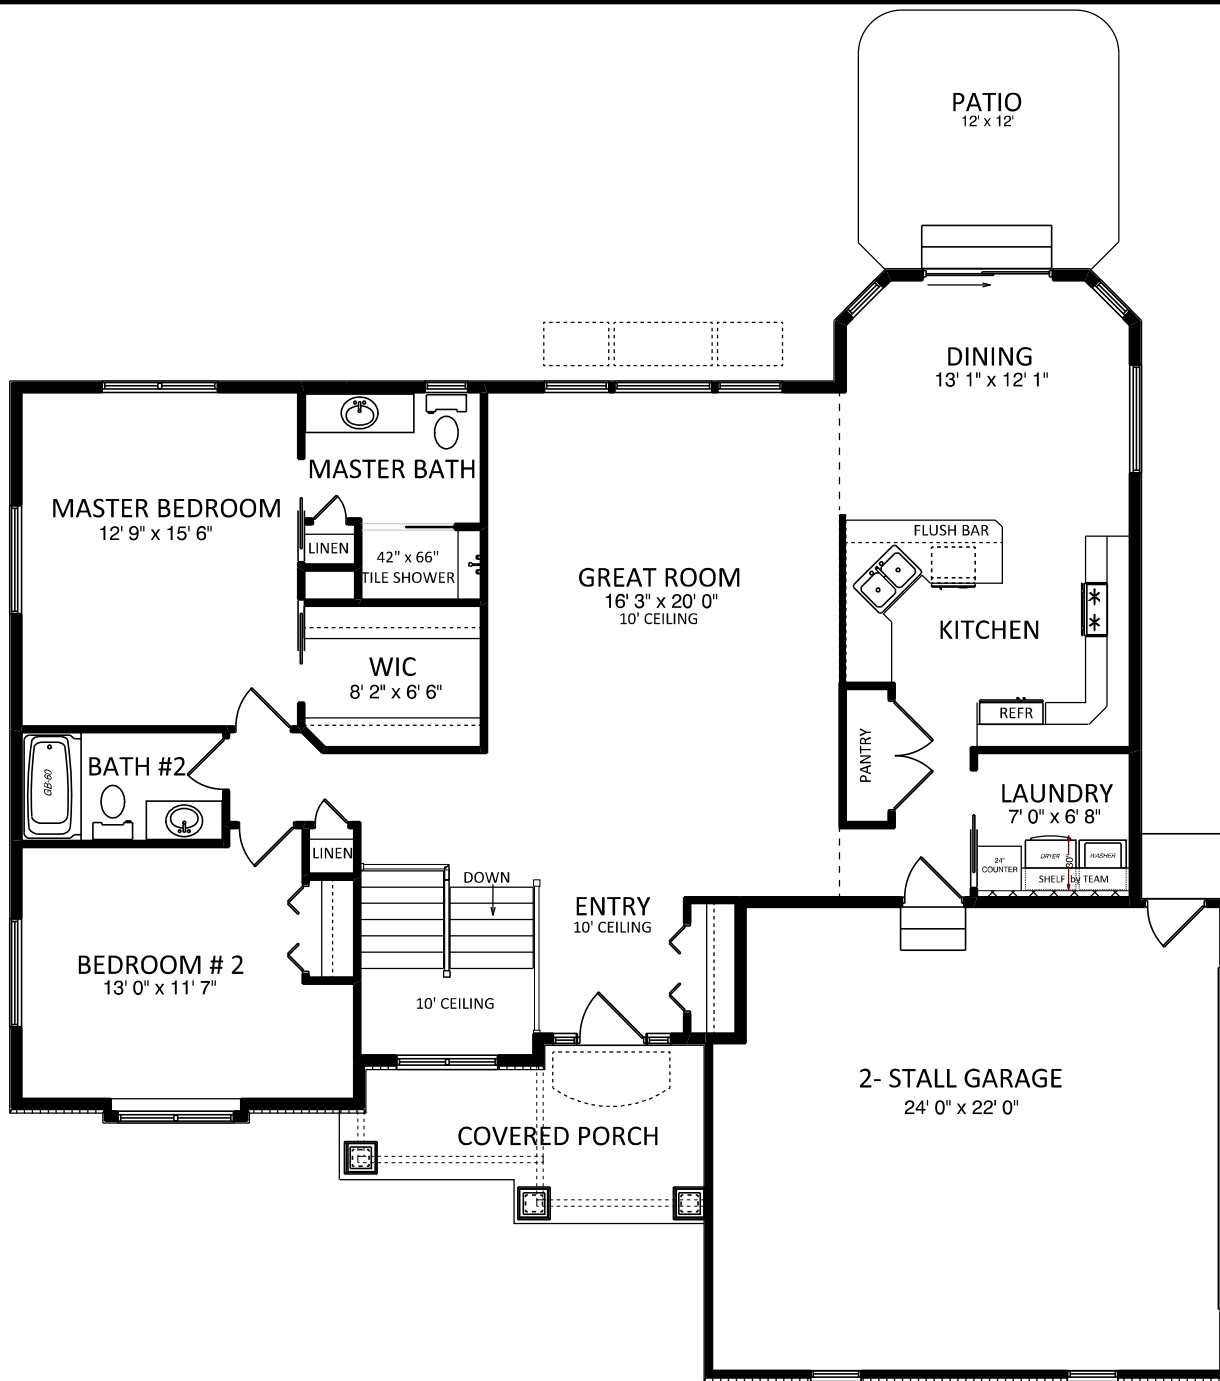 PATIO
12' x 12'
DINING
13' 1" x 12' 1"
MASTER BATH
MASTER BEDROOM
12' 9" x 15' 6"
LINEN
42" x 66"
TILE SHOWER
FLUSH BAR
GREAT ROOM
16' 3" x 20' 0"
10' CEILING
KITCHEN
WIC
8' 2" x 6' 6"
REFR
PANTRY
BATH #2
GB-60
LAUNDRY
7' 0" x 6' 8"
LINEN
24"
COUNTER
DRYER
WASHER
30"
SHELF by TEAM
DOWN
ENTRY
10' CEILING
BEDROOM # 2
13' 0" x 11' 7"
10' CEILING
2- STALL GARAGE
24' 0" x 22' 0"
COVERED PORCH